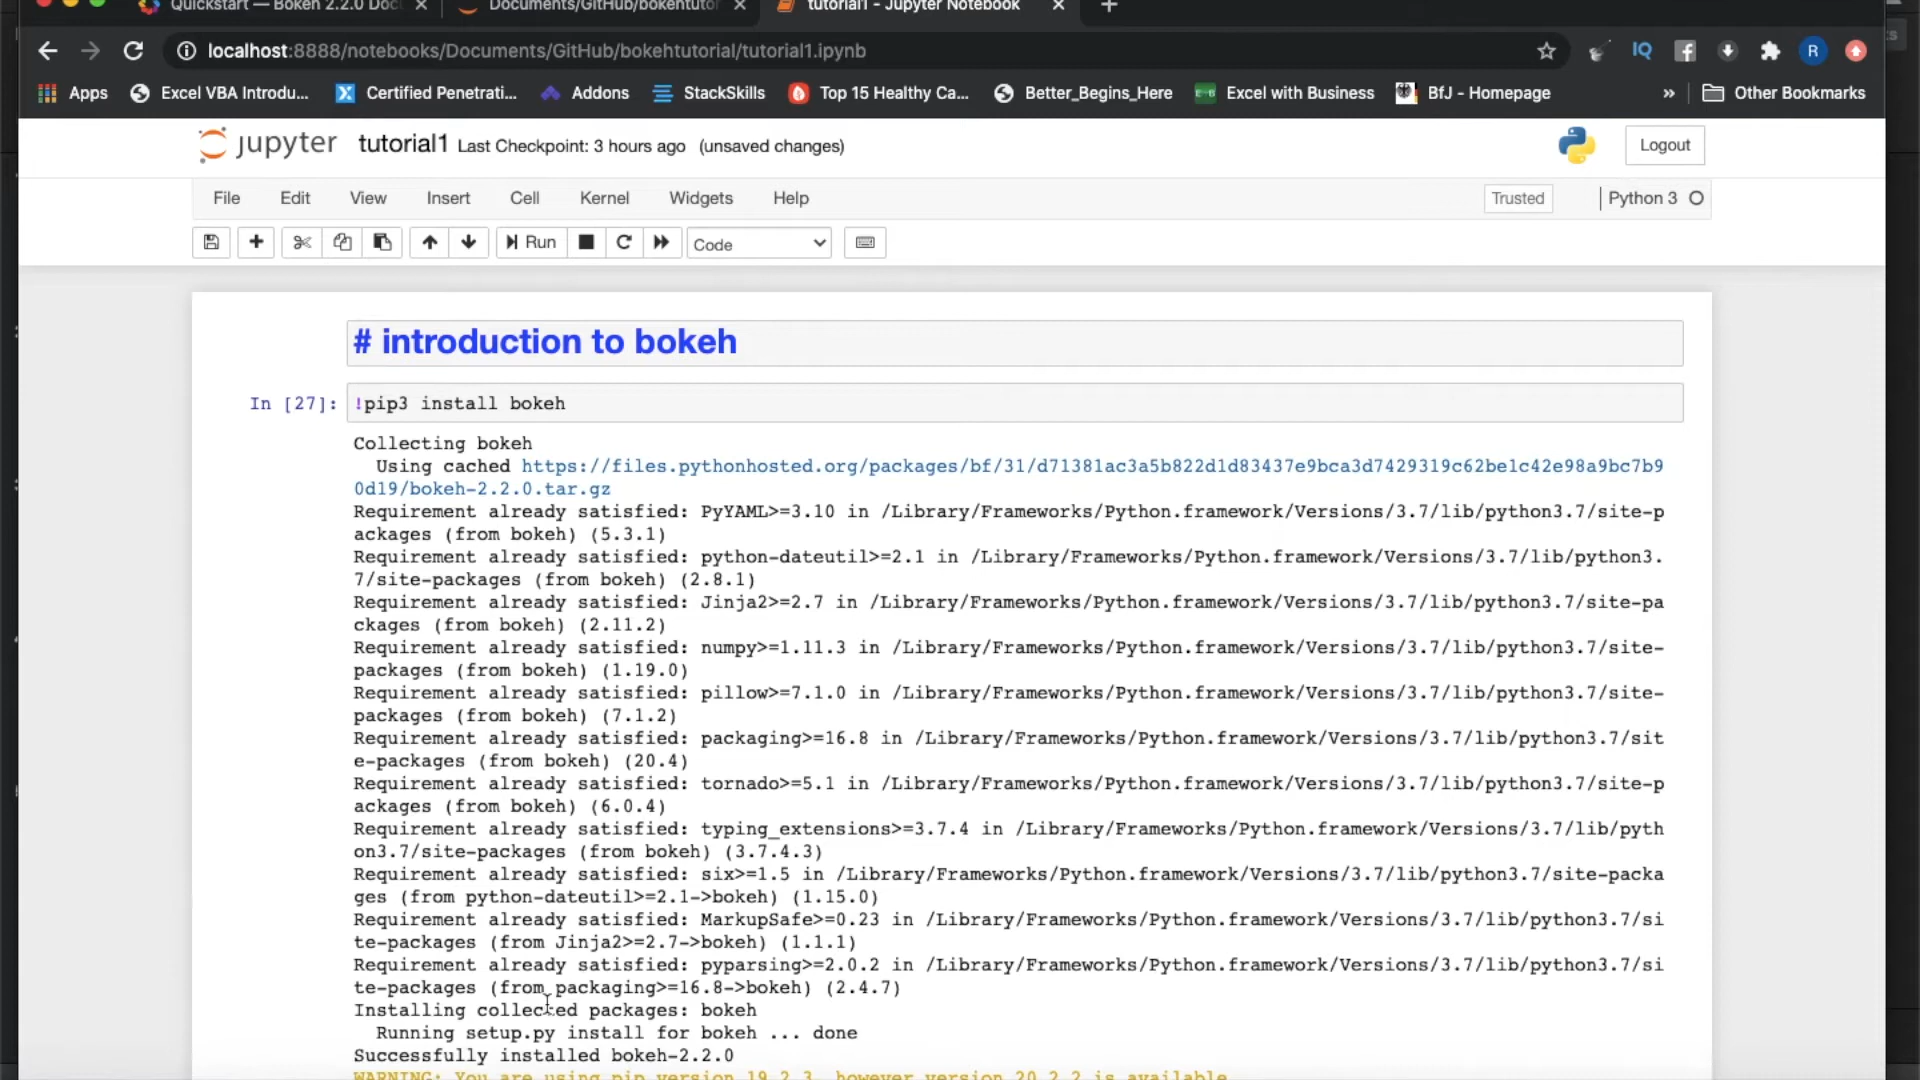 Quickstart — Bokeh 2.2.0 Doc
Documents/GitHub/bokehtutor
tutorial1 - Jupyter Notebook
localhost:8888/notebooks/Documents/GitHub/bokehtutorial/tutorial1.ipynb
IQ
R
Apps
Excel VBA Introdu...
Certified Penetrati...
Addons
StackSkills
Top 15 Healthy Ca...
Better_Begins_Here
Excel with Business
BfJ - Homepage
»
Other Bookmarks
jupyter tutorial1 Last Checkpoint: 3 hours ago (unsaved changes)
Logout
File Edit View Insert Cell Kernel Widgets Help
Trusted
Python 3
Run
Code
# introduction to bokeh
In [27]: !pip3 install bokeh
Collecting bokeh
Using cached https://files.pythonhosted.org/packages/bf/31/d71381ac3a5b822d1d83437e9bca3d7429319c62be1c42e98a9bc7b9
0d19/bokeh-2.2.0.tar.gz
Requirement already satisfied: PyYAML>=3.10 in /Library/Frameworks/Python.framework/Versions/3.7/lib/python3.7/site-p
ackages (from bokeh) (5.3.1)
Requirement already satisfied: python-dateutil>=2.1 in /Library/Frameworks/Python.framework/Versions/3.7/lib/python3.
7/site-packages (from bokeh) (2.8.1)
Requirement already satisfied: Jinja2>=2.7 in /Library/Frameworks/Python.framework/Versions/3.7/lib/python3.7/site-pa
ckages (from bokeh) (2.11.2)
Requirement already satisfied: numpy>=1.11.3 in /Library/Frameworks/Python.framework/Versions/3.7/lib/python3.7/site-
packages (from bokeh) (1.19.0)
Requirement already satisfied: pillow>=7.1.0 in /Library/Frameworks/Python.framework/Versions/3.7/lib/python3.7/site-
packages (from bokeh) (7.1.2)
Requirement already satisfied: packaging>=16.8 in /Library/Frameworks/Python.framework/Versions/3.7/lib/python3.7/sit
e-packages (from bokeh) (20.4)
Requirement already satisfied: tornado>=5.1 in /Library/Frameworks/Python.framework/Versions/3.7/lib/python3.7/site-p
ackages (from bokeh) (6.0.4)
Requirement already satisfied: typing_extensions>=3.7.4 in /Library/Frameworks/Python.framework/Versions/3.7/lib/pyth
on3.7/site-packages (from bokeh) (3.7.4.3)
Requirement already satisfied: six>=1.5 in /Library/Frameworks/Python.framework/Versions/3.7/lib/python3.7/site-packa
ges (from python-dateutil>=2.1->bokeh) (1.15.0)
Requirement already satisfied: MarkupSafe>=0.23 in /Library/Frameworks/Python.framework/Versions/3.7/lib/python3.7/si
te-packages (from Jinja2>=2.7->bokeh) (1.1.1)
Requirement already satisfied: pyparsing>=2.0.2 in /Library/Frameworks/Python.framework/Versions/3.7/lib/python3.7/si
te-packages (from packaging>=16.8->bokeh) (2.4.7)
Installing collected packages: bokeh
Running setup.py install for bokeh ... done
Successfully installed bokeh-2.2.0
WARNING: You are using pip version 19.2.3, however version 20.2.2 is available